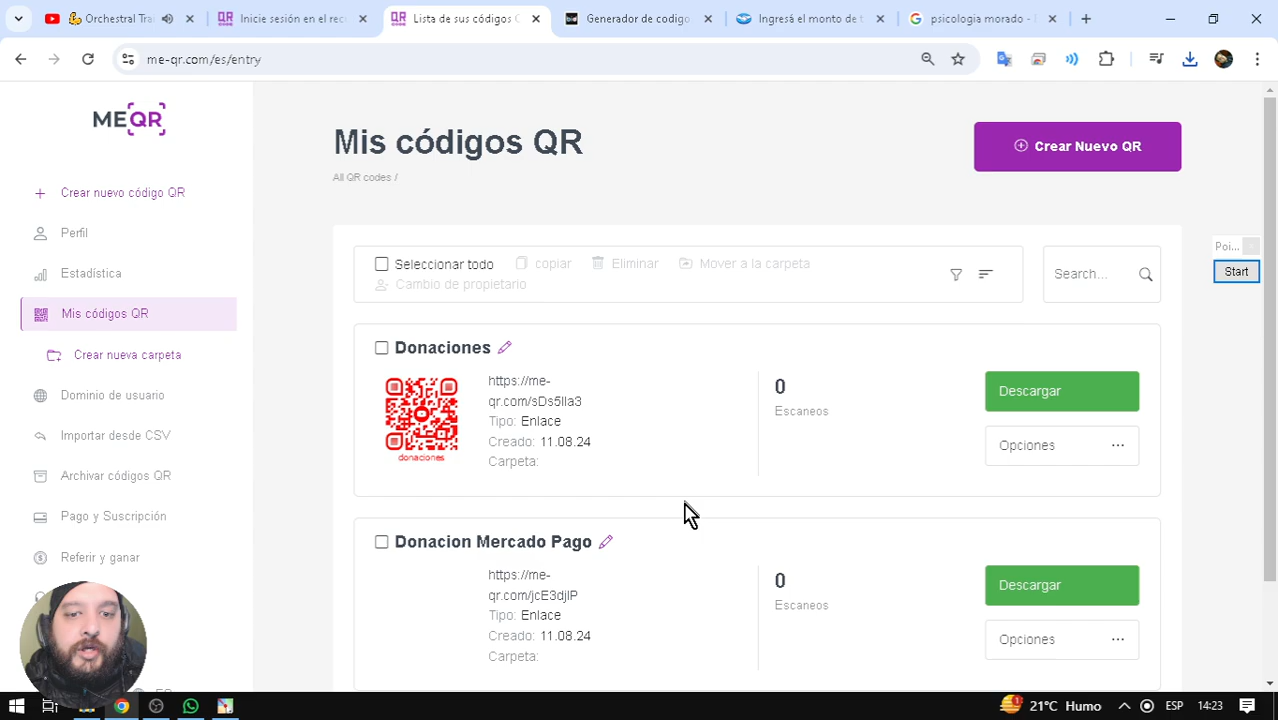 Orchestral Tra
Inicie sesión en el rec
Lista de sus códigos
Generador de codigo
Ingresá el monto de t
psicologia morado -
me-qr.com/es/entry
MEQR
Crear nuevo código QR
Perfil
Estadística
Mis códigos QR
Crear nueva carpeta
Dominio de usuario
Importar desde CSV
Archivar códigos QR
Pago y Suscripción
Referir y ganar
Mis códigos QR
All QR codes /
Crear Nuevo QR
Seleccionar todo
copiar
Eliminar
Mover a la carpeta
Cambio de propietario
Search...
Poi...
Start
Donaciones
donaciones
https://me-
qr.com/sDs5Ila3
Tipo: Enlace
Creado: 11.08.24
Carpeta:
0
Escaneos
Descargar
Opciones ...
Donacion Mercado Pago
https://me-
qr.com/jcE3djIP
Tipo: Enlace
Creado: 11.08.24
Carpeta:
0
Escaneos
Descargar
Opciones ...
21°C Humo
ESP
14:23